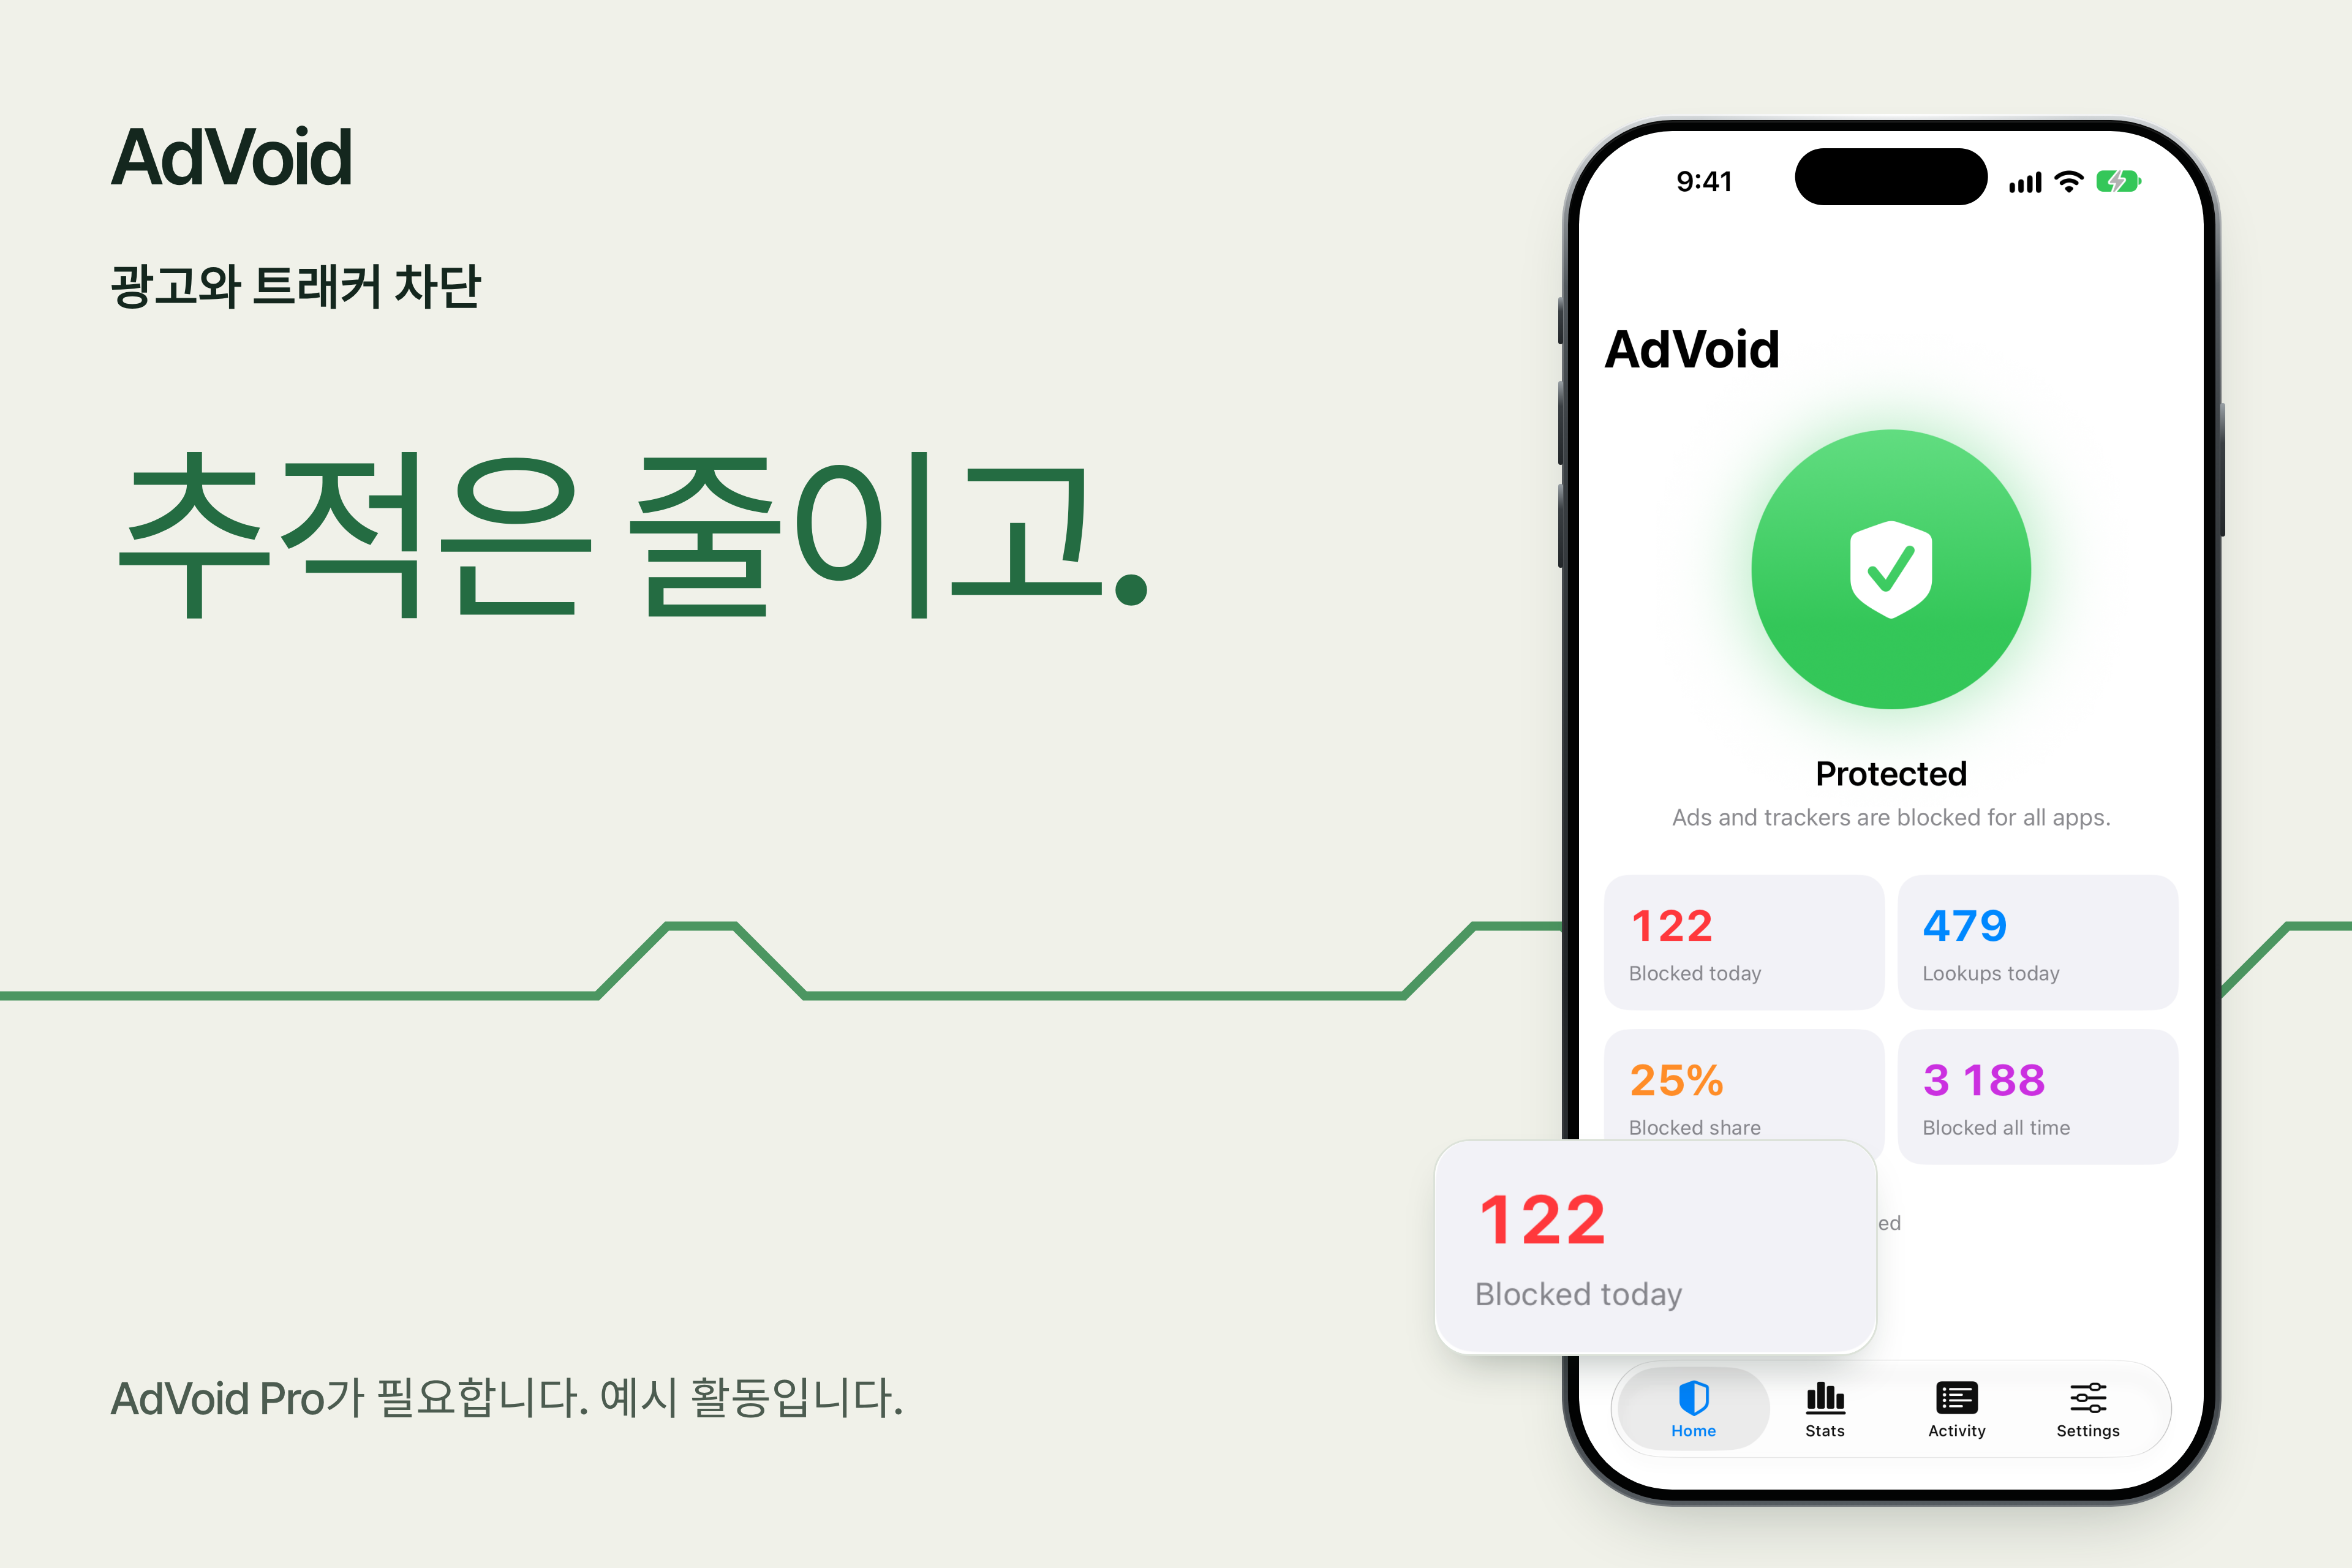 AdVoid
광고와 트래커 차단
추적은 줄이고.
AdVoid Pro가 필요합니다. 예시 활동입니다.
9:41
AdVoid
Protected
Ads and trackers are blocked for all apps.
122
Blocked today
479
Lookups today
25%
Blocked share
3 188
Blocked all time
122
Blocked today
Home
Stats
Activity
Settings